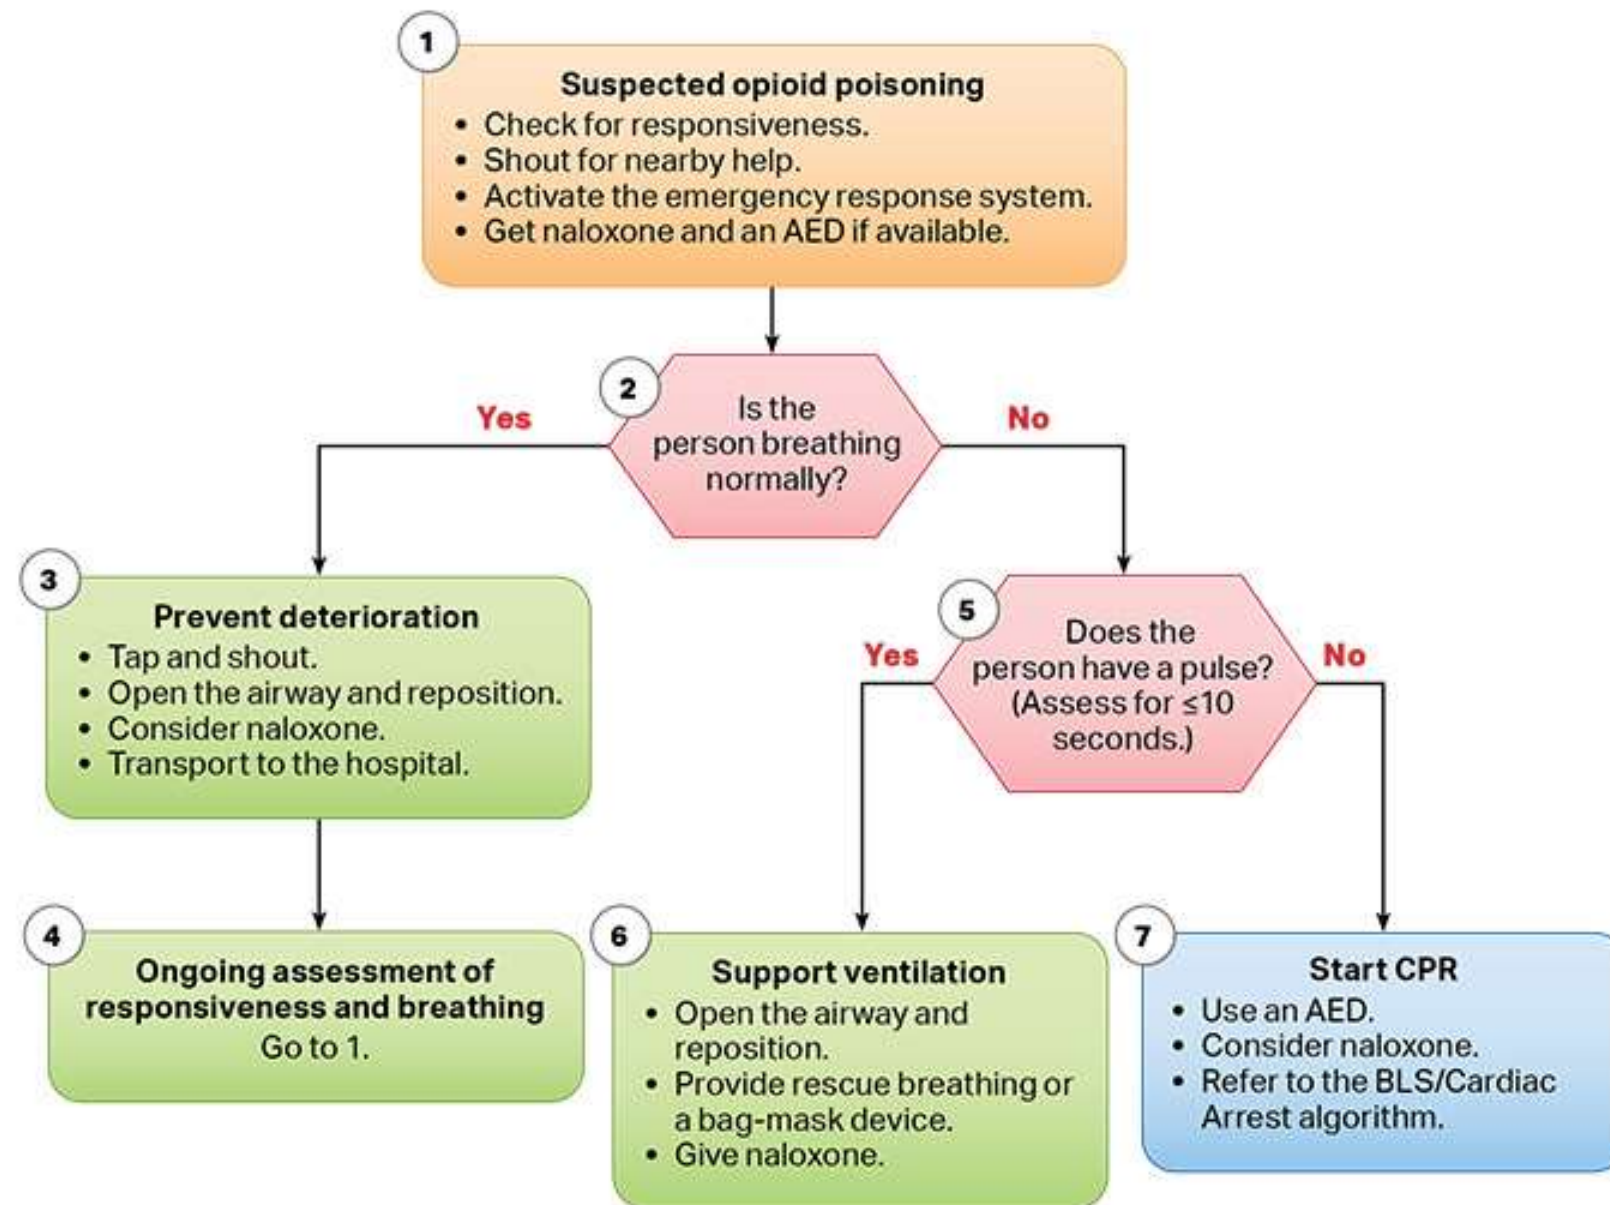 1
Suspected opioid poisoning
• Check for responsiveness.
• Shout for nearby help.
• Activate the emergency response system.
• Get naloxone and an AED if available.
2
Is the
person breathing
normally?
Yes
No
3
Prevent deterioration
• Tap and shout.
• Open the airway and reposition.
• Consider naloxone.
• Transport to the hospital.
4
Ongoing assessment of
responsiveness and breathing
Go to 1.
5
Does the
person have a pulse?
(Assess for ≤10
seconds.)
Yes
No
6
Support ventilation
• Open the airway and
reposition.
• Provide rescue breathing or
a bag-mask device.
• Give naloxone.
7
Start CPR
• Use an AED.
• Consider naloxone.
• Refer to the BLS/Cardiac
Arrest algorithm.